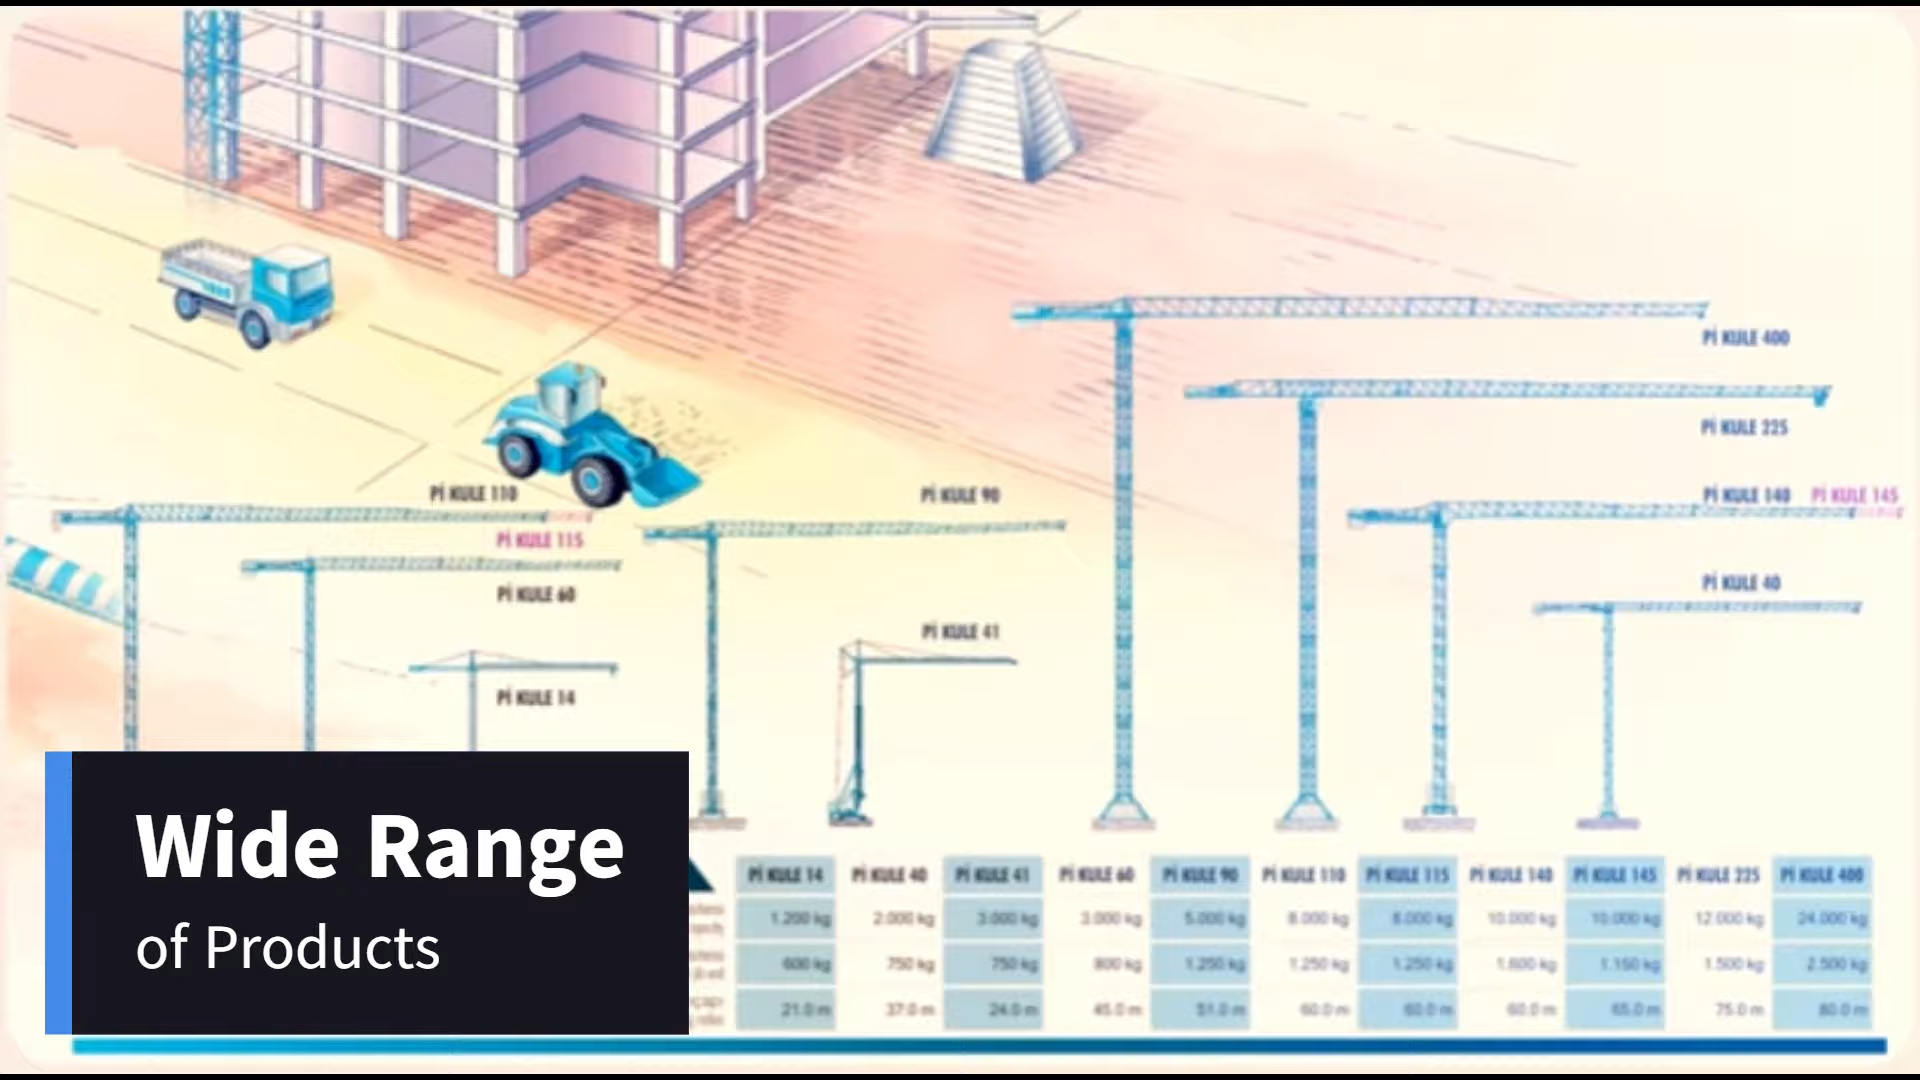 Pİ KULE 400
Pİ KULE 225
Pİ KULE 110
Pİ KULE 90
Pİ KULE 140 Pİ KULE 145
Pİ KULE 115
Pİ KULE 60
Pİ KULE 40
Pİ KULE 41
Pİ KULE 14
Wide Range
of Products
Pİ KULE 14 Pİ KULE 40 Pİ KULE 41 Pİ KULE 60 Pİ KULE 90 Pİ KULE 110 Pİ KULE 115 Pİ KULE 140 Pİ KULE 145 Pİ KULE 225 Pİ KULE 400
1.200 kg 2.000 kg 3.000 kg 3.000 kg 5.000 kg 8.000 kg 8.000 kg 10.000 kg 10.000 kg 12.000 kg 24.000 kg
600 kg 750 kg 750 kg 800 kg 1.250 kg 1.250 kg 1.250 kg 1.600 kg 1.150 kg 1.500 kg 2.500 kg
21.0 m 37.0 m 24.0 m 45.0 m 51.0 m 60.0 m 60.0 m 60.0 m 65.0 m 75.0 m 80.0 m